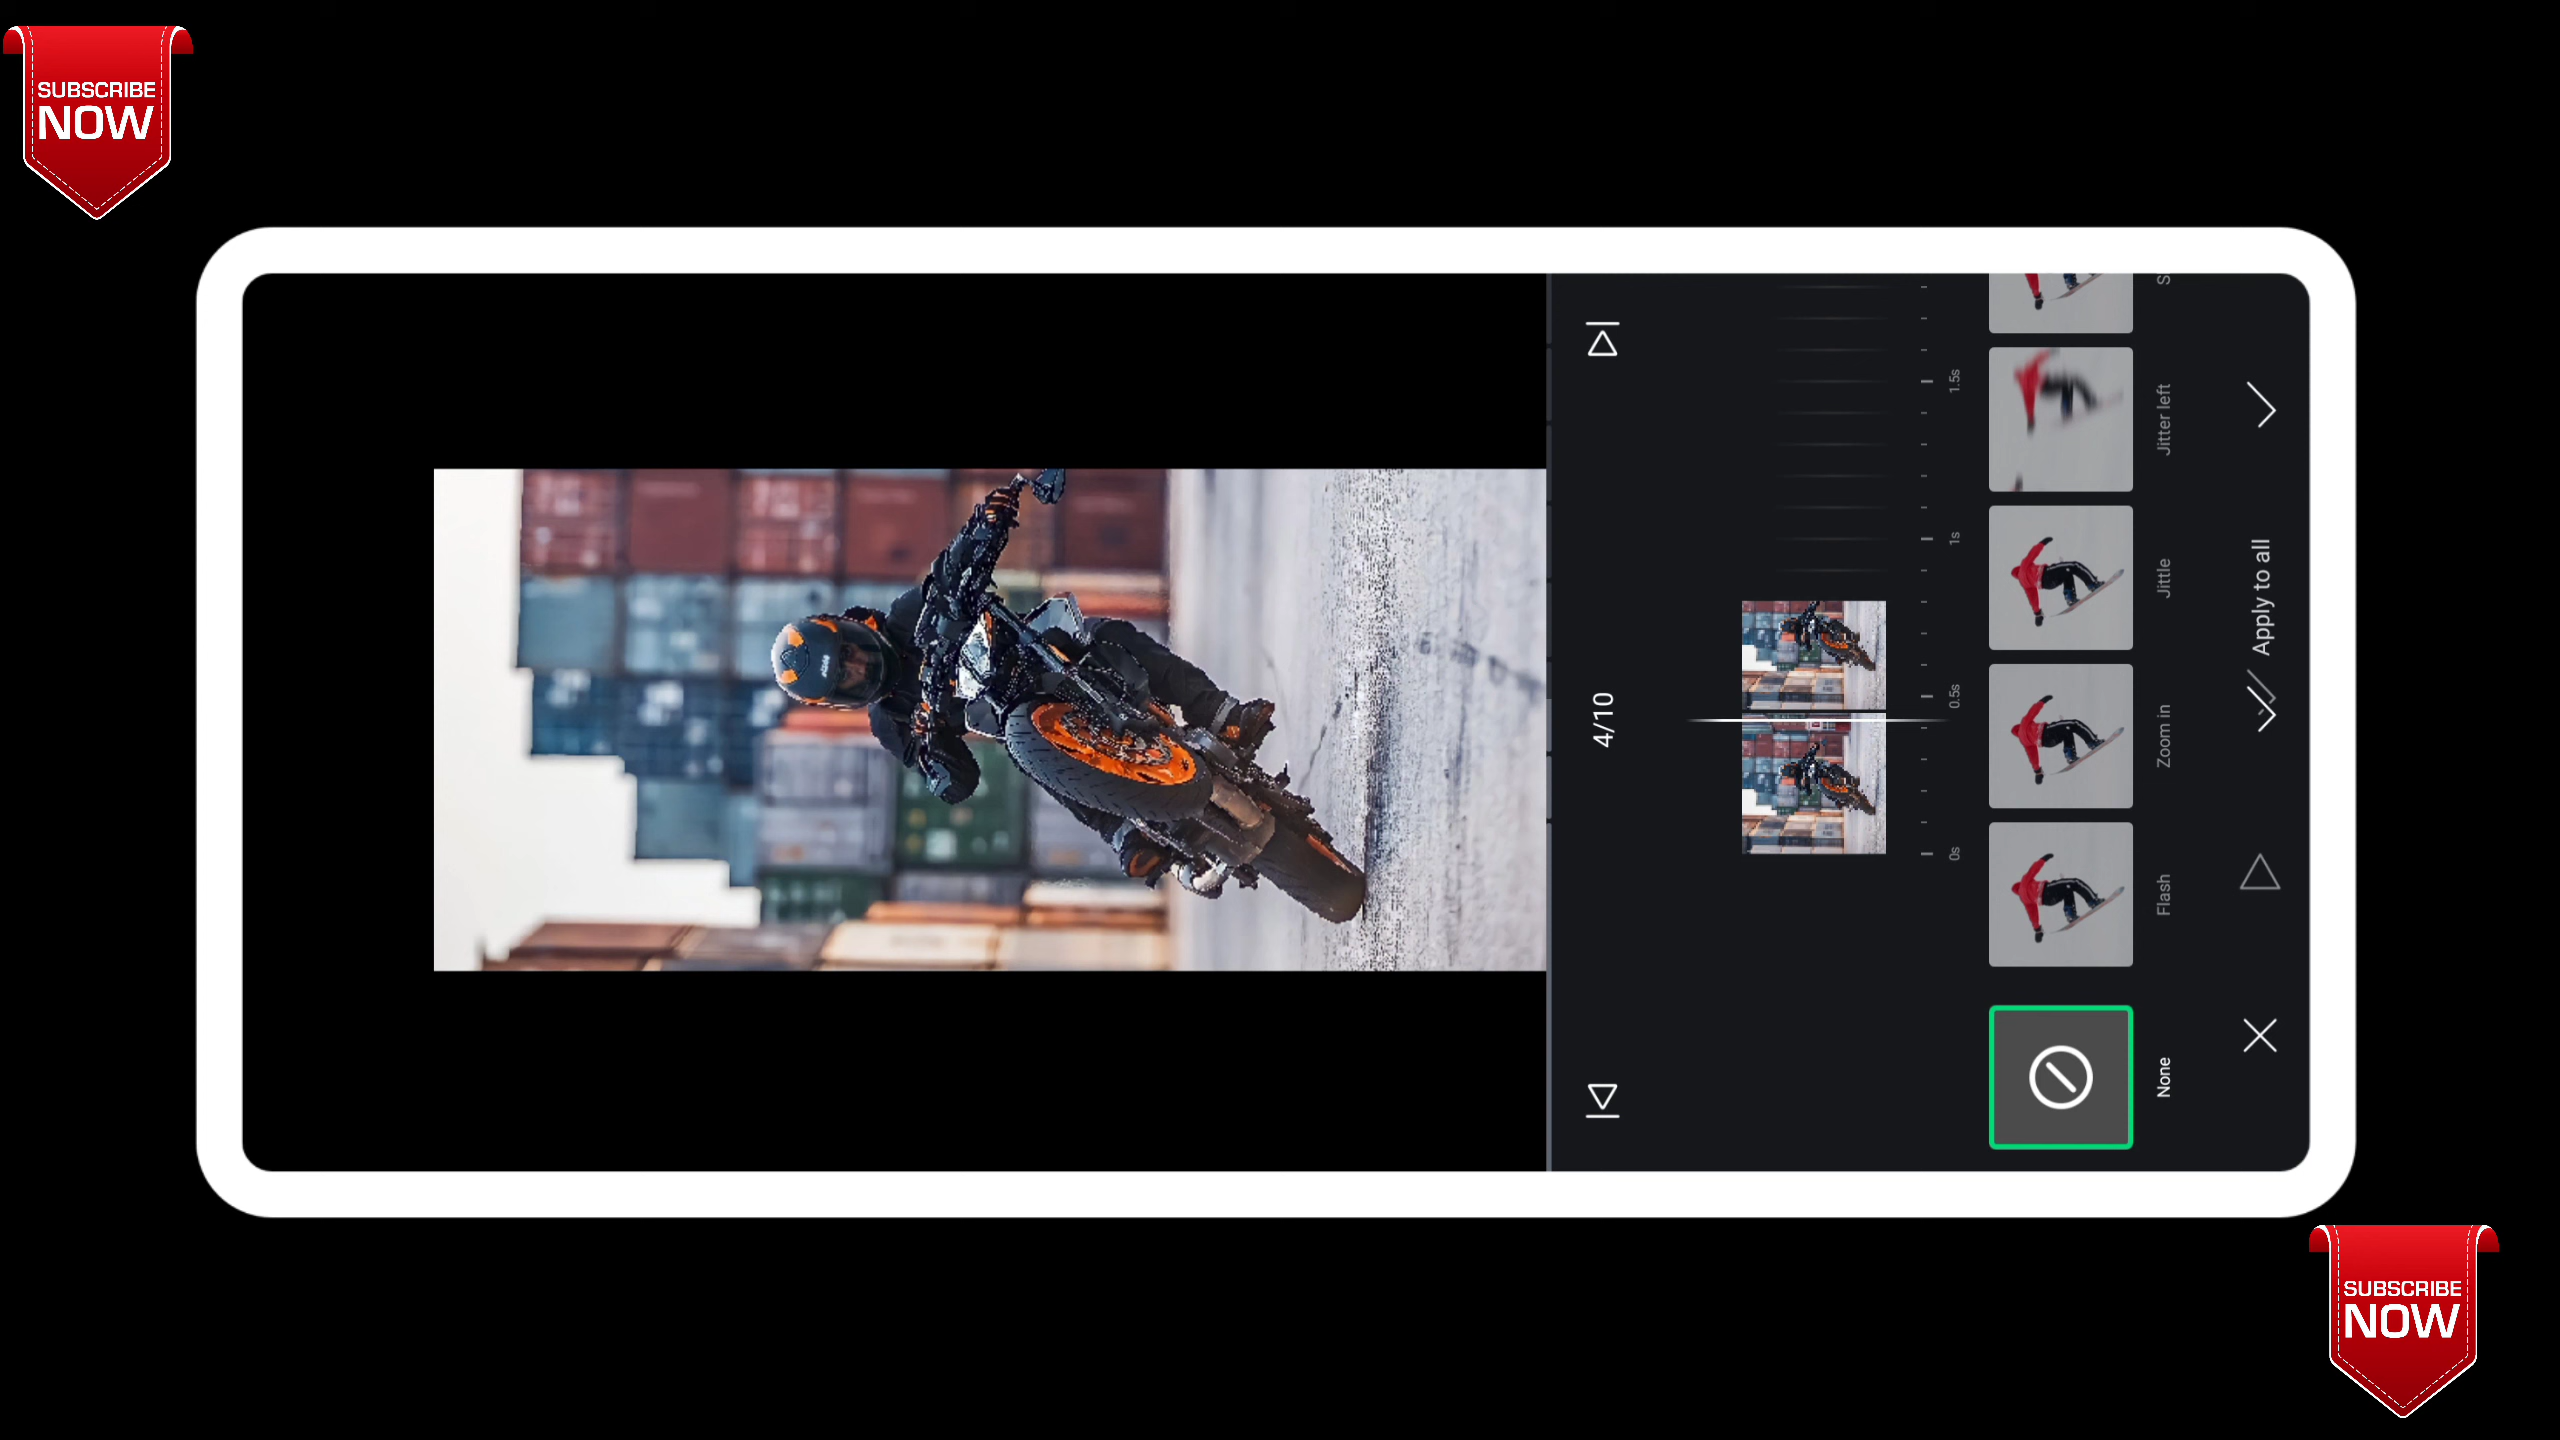 SUBSCRIBE
NOW
4/10
0s
0.5s
1s
1.5s
Flash
Zoom in
Jittle
Jitter left
S
None
Apply to all
SUBSCRIBE
NOW